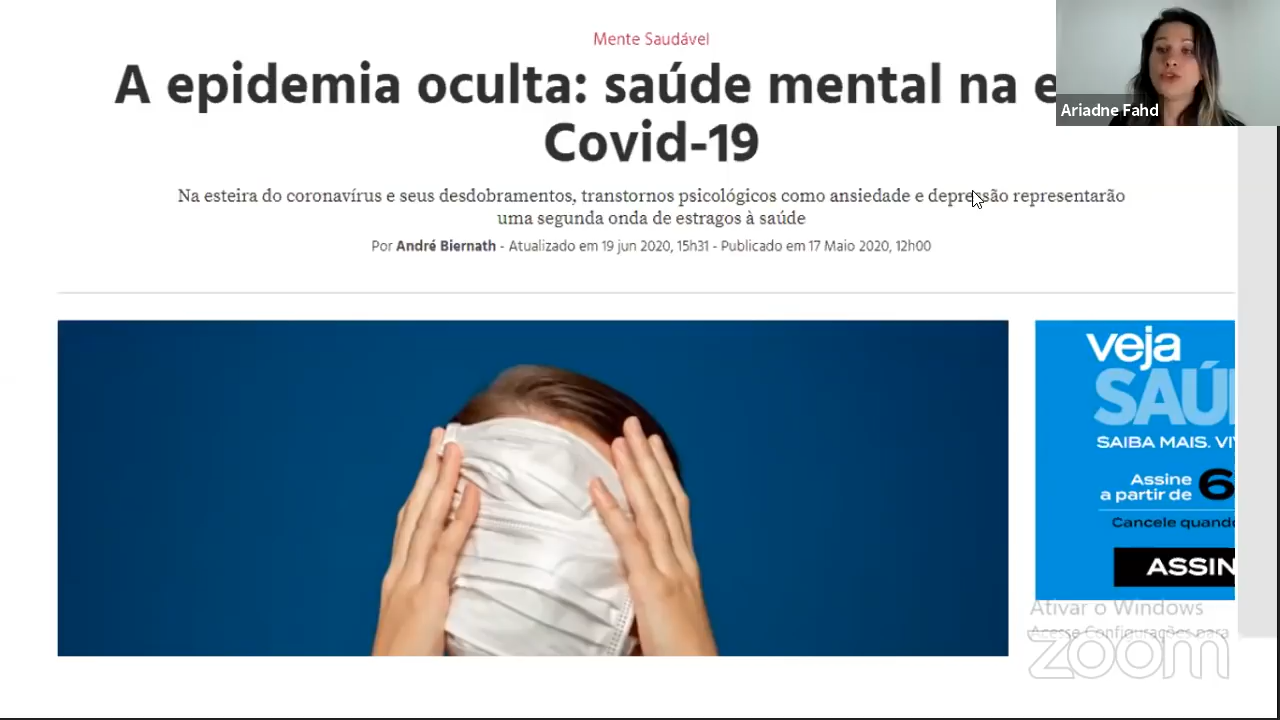 Mente Saudável
A epidemia oculta: saúde mental na e
Covid-19
Na esteira do coronavírus e seus desdobramentos, transtornos psicológicos como ansiedade e depressão representarão
uma segunda onda de estragos à saúde
Por André Biernath - Atualizado em 19 jun 2020, 15h31 - Publicado em 17 Maio 2020, 12h00
Ariadne Fahd
veja
SAÚ
SAIBA MAIS. VI
Assine
a partir de 6
Cancele quand
ASSIN
Ativar o Windows
Acesse Configurações para
zoom